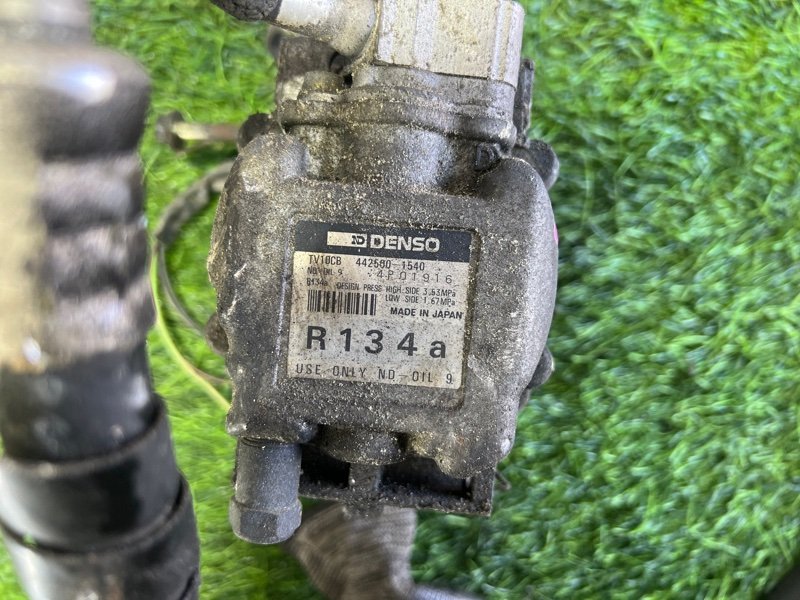 DENSO
TV10CB 442500-1540
ND-OIL 9 4P01916
R134a DESIGN PRESS HIGH SIDE 3.53MPa
LOW SIDE 1.67MPa
MADE IN JAPAN
R134a
USE ONLY ND-OIL 9